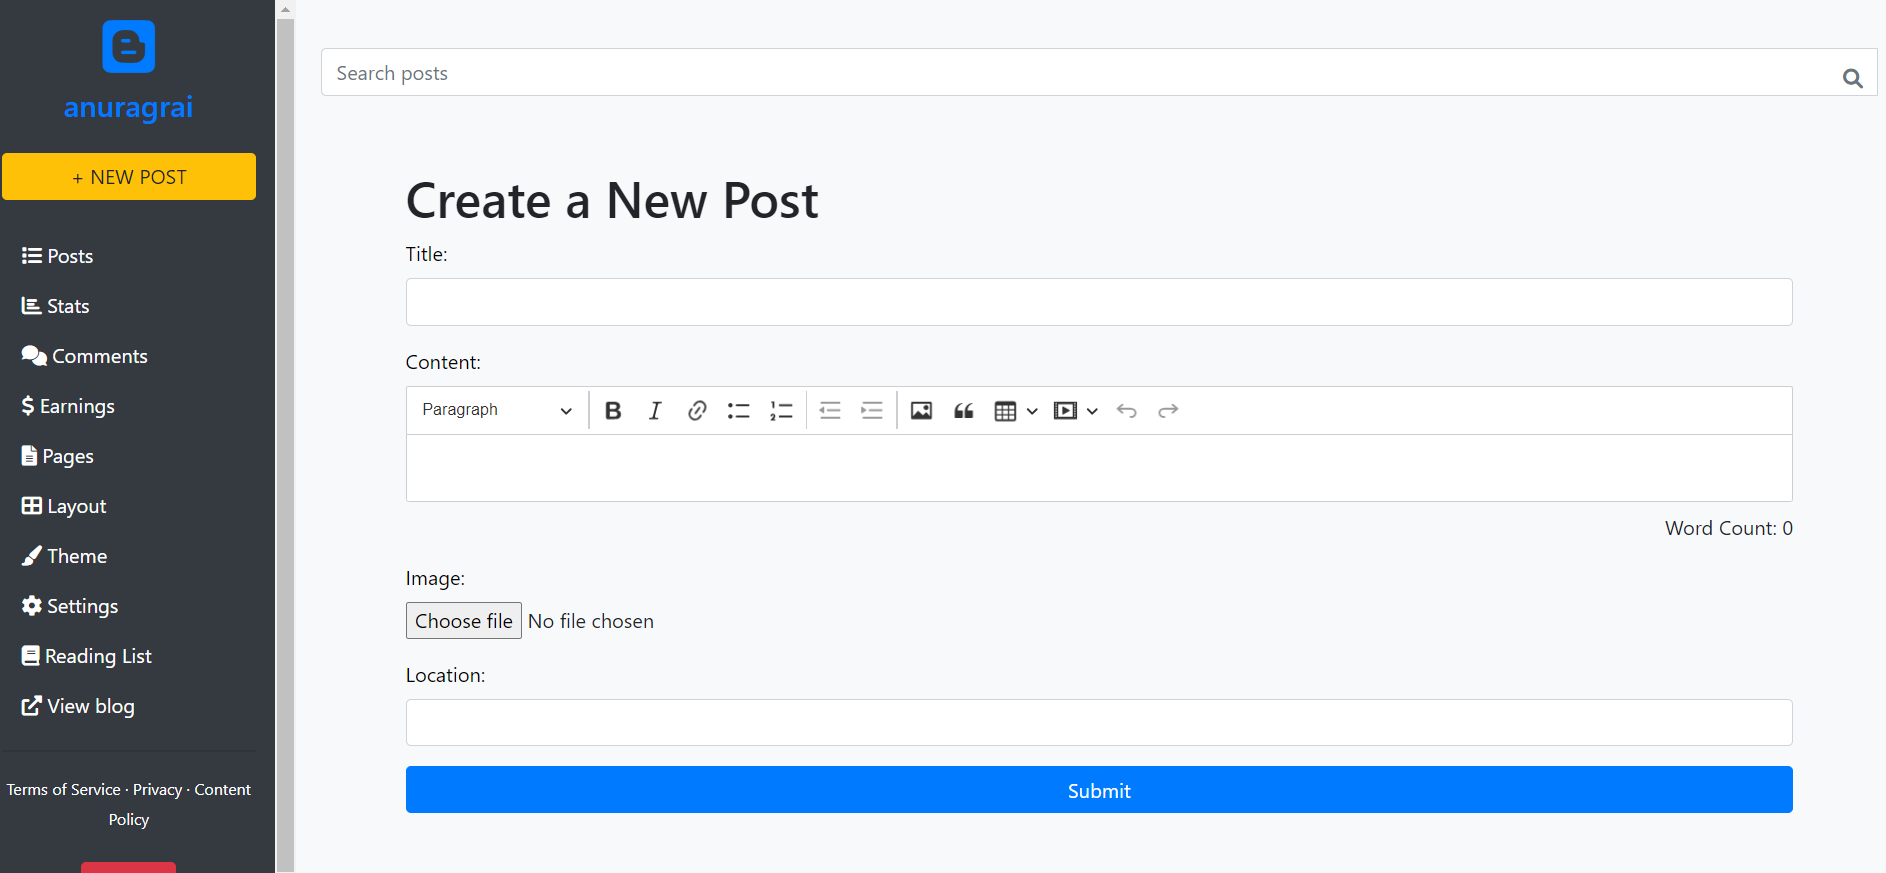 anuragrai
+ NEW POST
Posts
Stats
Comments
$ Earnings
Pages
Layout
Theme
Settings
Reading List
View blog
Terms of Service · Privacy · Content
Policy
Search posts
Create a New Post
Title:
Content:
Paragraph
Word Count: 0
Image:
Choose file No file chosen
Location:
Submit